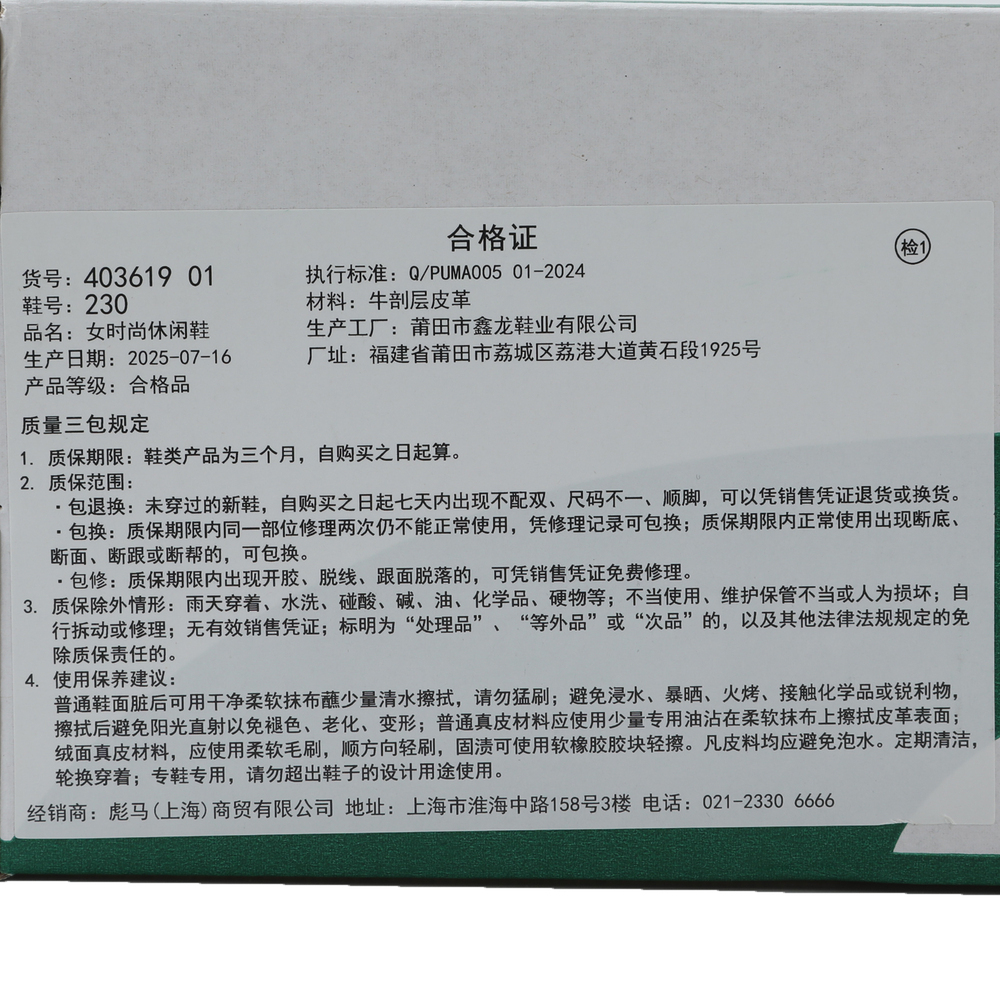 合格证
检1
货号：403619 01
鞋号：230
品名：女时尚休闲鞋
生产日期：2025-07-16
产品等级：合格品
执行标准：Q/PUMA005 01-2024
材料：牛剖层皮革
生产工厂：莆田市鑫龙鞋业有限公司
厂址：福建省莆田市荔城区荔港大道黄石段1925号
质量三包规定
1. 质保期限：鞋类产品为三个月，自购买之日起算。
2. 质保范围：
·包退换：未穿过的新鞋，自购买之日起七天内出现不配双、尺码不一、顺脚，可以凭销售凭证退货或换货。
·包换：质保期限内同一部位修理两次仍不能正常使用，凭修理记录可包换；质保期限内正常使用出现断底、
断面、断跟或断帮的，可包换。
·包修：质保期限内出现开胶、脱线、跟面脱落的，可凭销售凭证免费修理。
3. 质保除外情形：雨天穿着、水洗、碰酸、碱、油、化学品、硬物等；不当使用、维护保管不当或人为损坏；自
行拆动或修理；无有效销售凭证；标明为“处理品”、“等外品”或“次品”的，以及其他法律法规规定的免
除质保责任的。
4. 使用保养建议：
普通鞋面脏后可用干净柔软抹布蘸少量清水擦拭，请勿猛刷；避免浸水、暴晒、火烤、接触化学品或锐利物，
擦拭后避免阳光直射以免褪色、老化、变形；普通真皮材料应使用少量专用油沾在柔软抹布上擦拭皮革表面；
绒面真皮材料，应使用柔软毛刷，顺方向轻刷，固渍可使用软橡胶胶块轻擦。凡皮料均应避免泡水。定期清洁，
轮换穿着；专鞋专用，请勿超出鞋子的设计用途使用。
经销商：彪马(上海)商贸有限公司 地址：上海市淮海中路158号3楼 电话：021-2330 6666